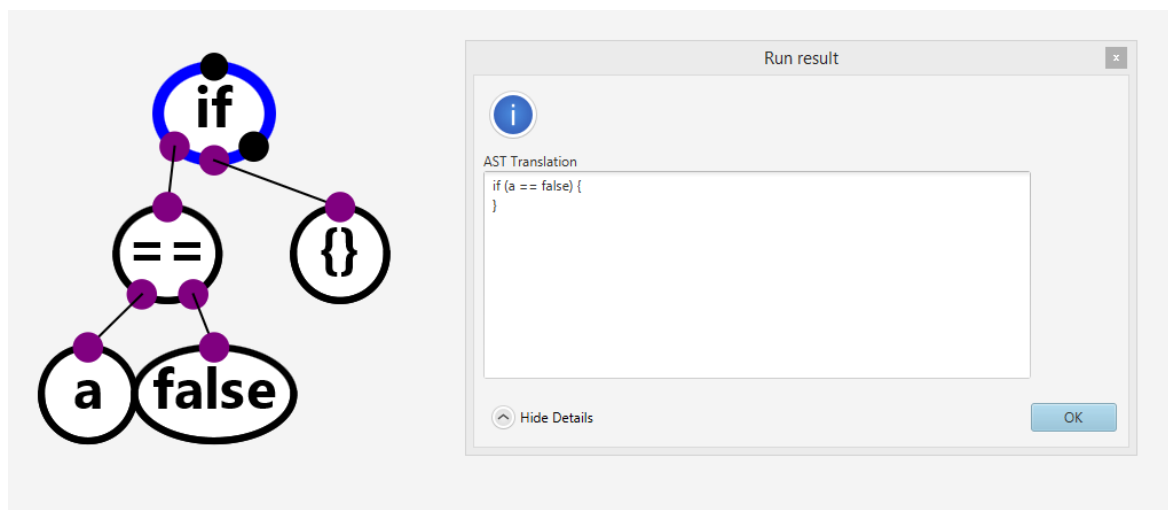 if
==
{}
a
false
Run result
x
i
AST Translation
if (a == false) {
}
Hide Details
OK